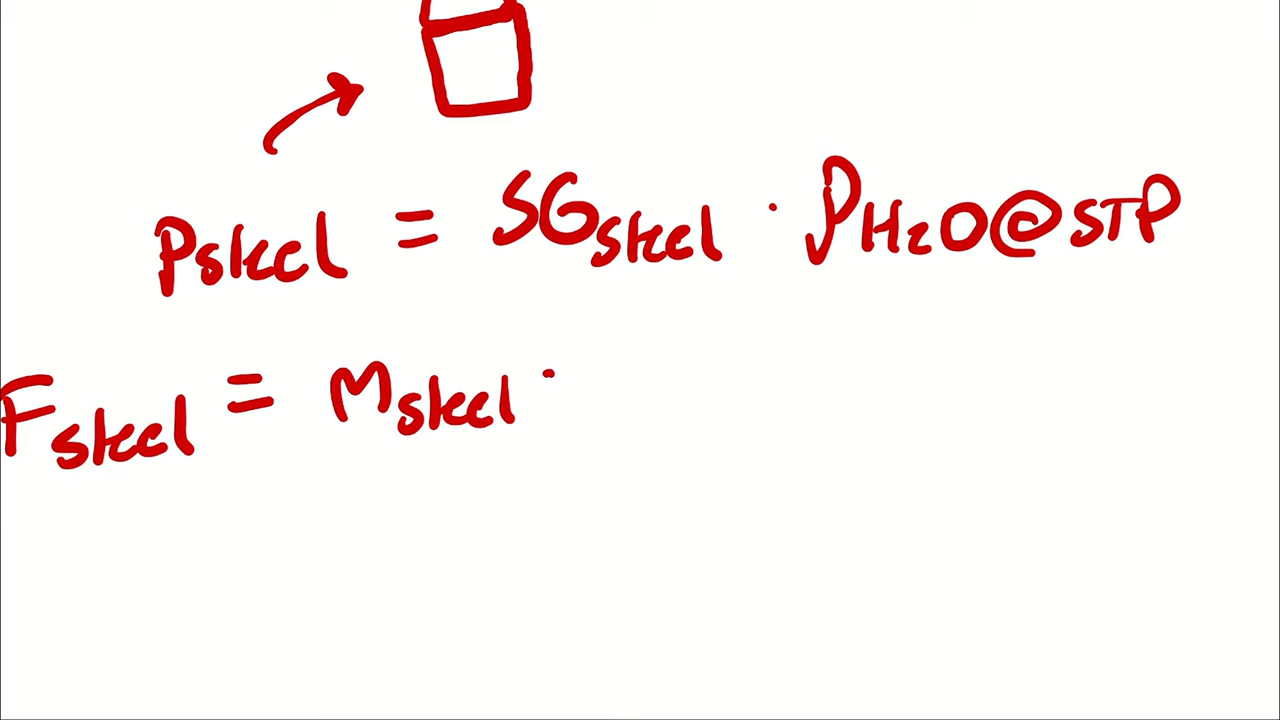 ρsteel = SGsteel · ρH₂O@STP
Fsteel = Msteel ·